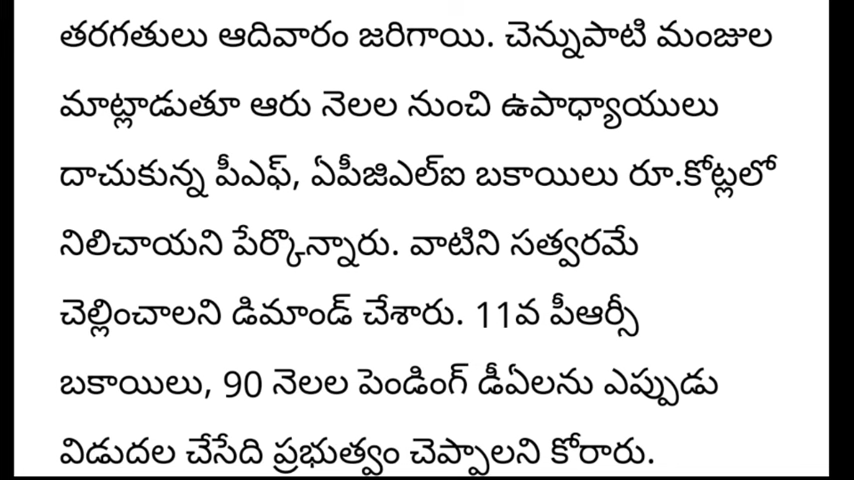 తరగతులు ఆదివారం జరిగాయి. చెన్నుపాటి మంజుల
మాట్లాడుతూ ఆరు నెలల నుంచి ఉపాధ్యాయులు
దాచుకున్న పీఎఫ్, ఏపీజిఎల్ఐ బకాయిలు రూ.కోట్లలో
నిలిచాయని పేర్కొన్నారు. వాటిని సత్వరమే
చెల్లించాలని డిమాండ్ చేశారు. 11వ పీఆర్సీ
బకాయిలు, 90 నెలల పెండింగ్ డీఏలను ఎప్పుడు
విడుదల చేసేది ప్రభుత్వం చెప్పాలని కోరారు.